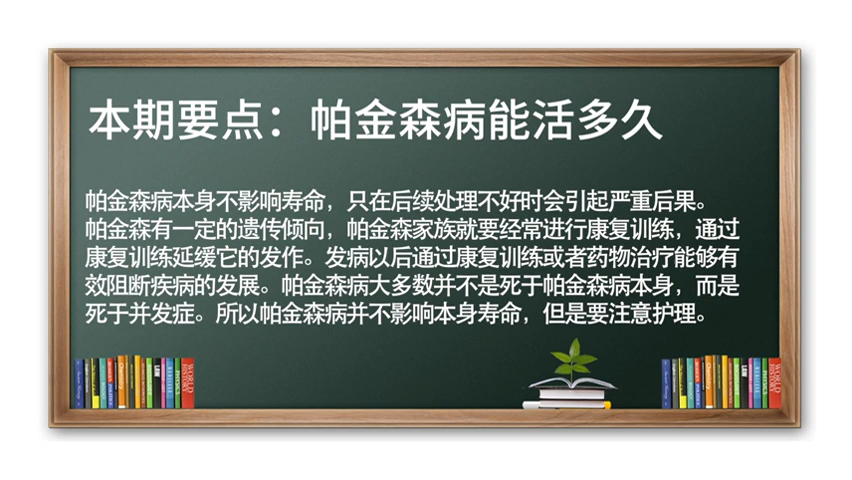 本期要点：帕金森病能活多久
帕金森病本身不影响寿命，只在后续处理不好时会引起严重后果。
帕金森有一定的遗传倾向，帕金森家族就要经常进行康复训练，通过
康复训练延缓它的发作。发病以后通过康复训练或者药物治疗能够有
效阻断疾病的发展。帕金森病大多数并不是死于帕金森病本身，而是
死于并发症。所以帕金森病并不影响本身寿命，但是要注意护理。
WORLD HISTORY
WORLD HISTORY